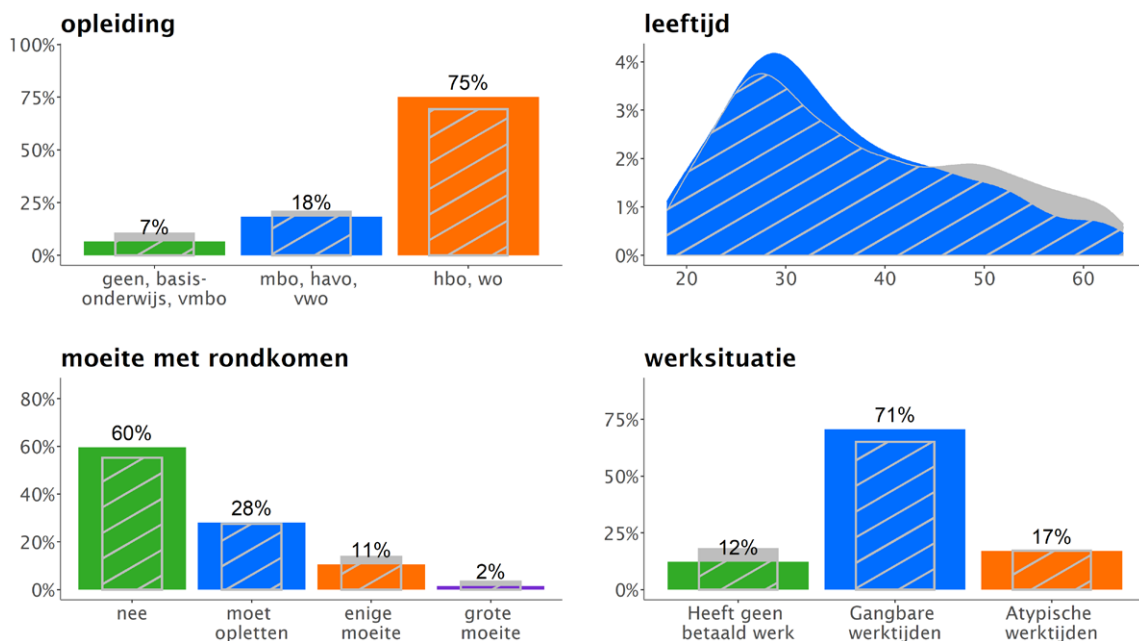 opleiding
100%
75%
50%
25%
0%
7%
18%
75%
geen, basis-
onderwijs, vmbo
mbo, havo,
vwo
hbo, wo
leeftijd
4%
3%
2%
1%
0%
20
30
40
50
60
moeite met rondkomen
80%
60%
40%
20%
0%
60%
28%
11%
2%
nee
moet
opletten
enige
moeite
grote
moeite
werksituatie
75%
50%
25%
0%
12%
71%
17%
Heeft geen
betaald werk
Gangbare
werktijden
Atypische
werktijden